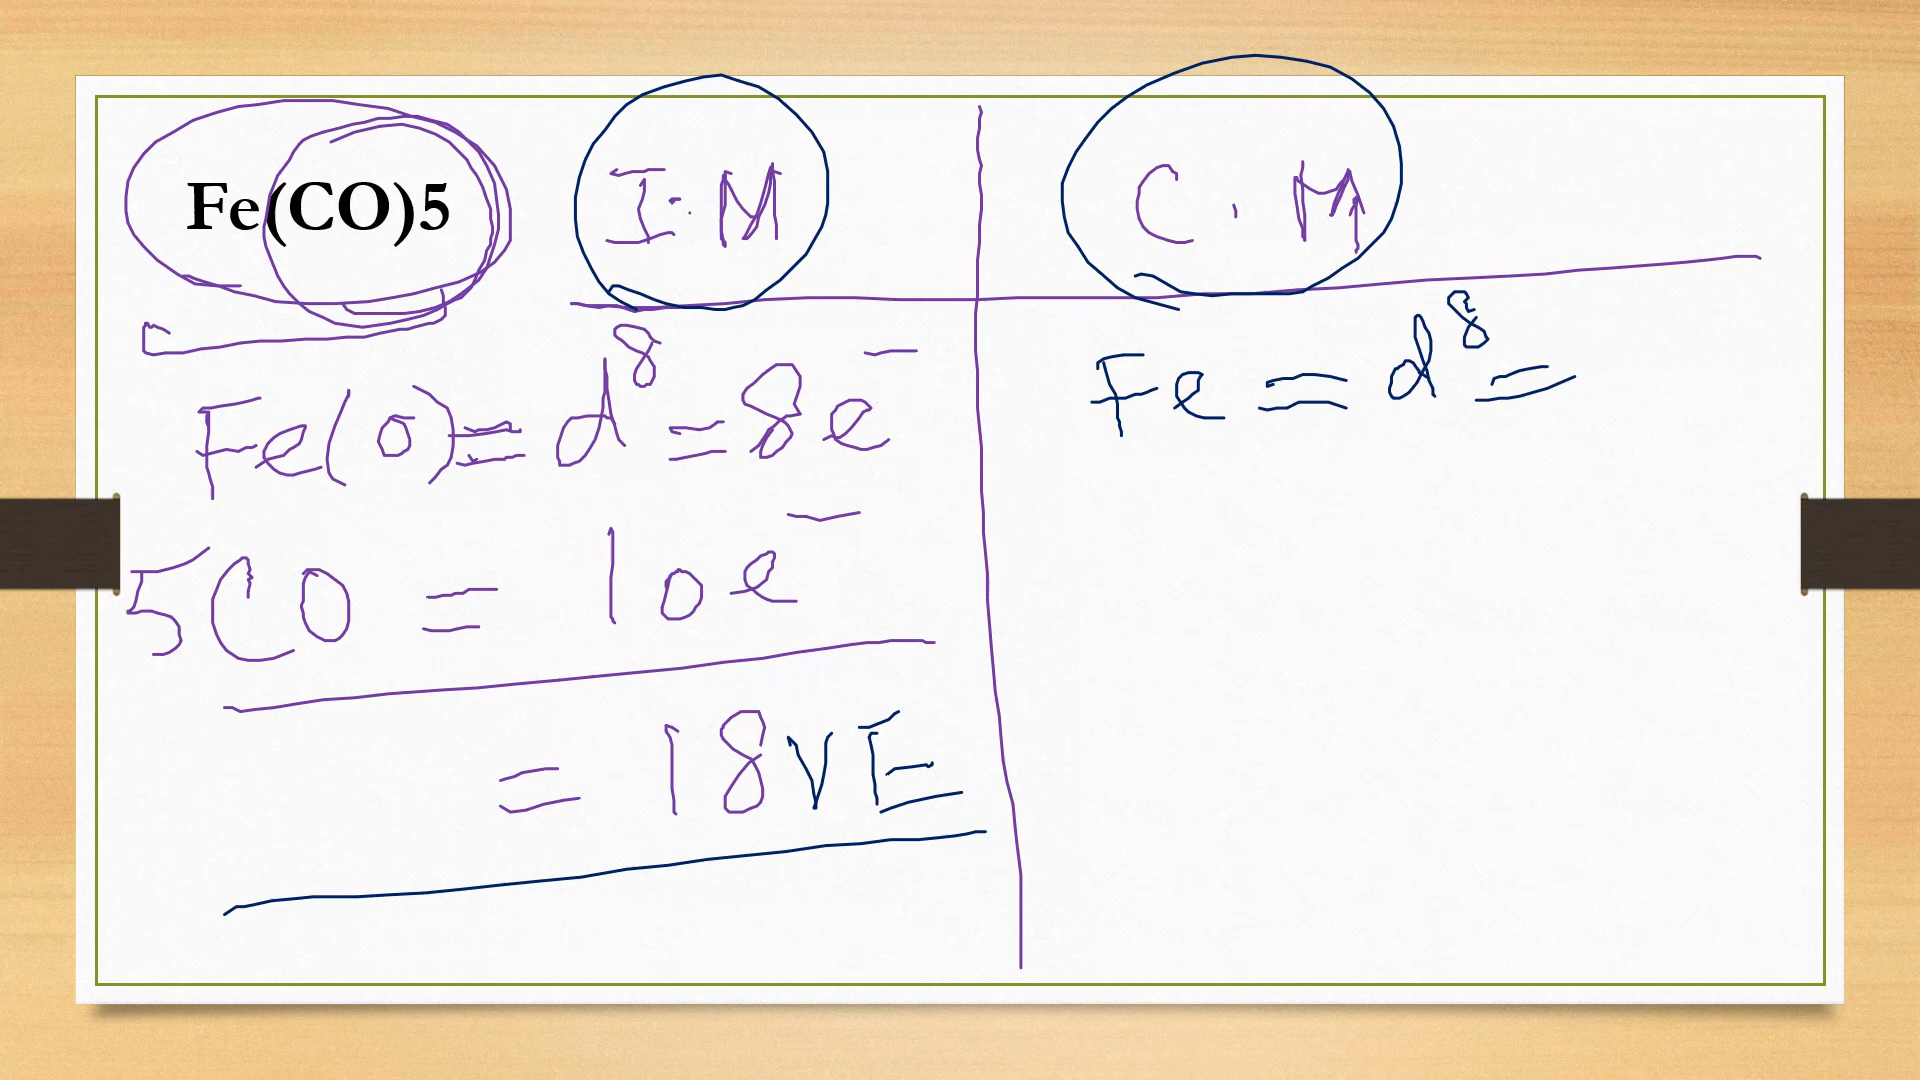 Fe(CO)5
I.M
C.M
Fe(0) = d⁸ = 8e⁻
5CO = 10e⁻
= 18VE
Fe = d⁸ =